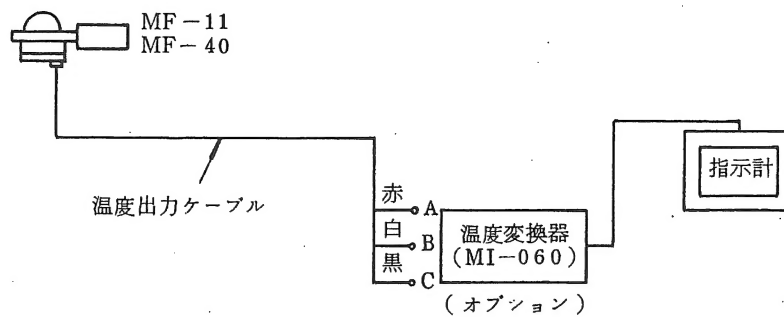 MF-11
MF-40
温度出力ケーブル
赤
A
白
B
黒
C
温度変換器
(MI-060)
(オプション)
指示計